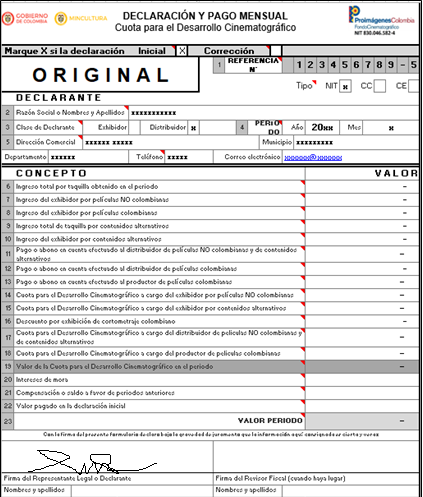 GOBIERNO DE COLOMBIA
MINCULTURA
DECLARACIÓN Y PAGO MENSUAL
Cuota para el Desarrollo Cinematográfico
ProimágenesColombia
FondoCinematográfico
NIT 830.046.582-4
Marque X si la declaración Inicial X Corrección
ORIGINAL
1 REFERENCIA N° 1 2 3 4 5 6 7 8 9 - 5
Tipo NIT x CC CE
DECLARANTE
2 Razón Social o Nombres y Apellidos xxxxxxxxxxx
3 Clase de Declarante Exhibidor Distribuidor x 4 PERIODO Año 20xx Mes x
5 Dirección Comercial xxxxxx xxxxx Municipio xxxxxxxxx
Departamento xxxxxx Teléfono xxxxx Correo electrónico xxxxxx@xxxxxx
CONCEPTO VALOR
6 Ingreso total por taquilla obtenido en el periodo -
7 Ingreso del exhibidor por películas NO colombianas -
8 Ingreso del exhibidor por películas colombianas -
9 Ingreso total de taquilla por contenidos alternativos -
10 Ingreso del exhibidor por contenidos alternativos -
11 Pago o abono en cuenta efectuado al distribuidor de películas NO colombianas y de contenidos alternativos -
12 Pago o abono en cuenta efectuado al distribuidor de películas colombianas -
13 Pago o abono en cuenta efectuado al productor de películas colombianas -
14 Cuota para el Desarrollo Cinematográfico a cargo del exhibidor por películas NO colombianas -
15 Cuota para el Desarrollo Cinematográfico a cargo del exhibidor por contenidos alternativos -
16 Descuento por exhibición de cortometraje colombiano -
17 Cuota para el Desarrollo Cinematográfico a cargo del distribuidor de películas NO colombianas y de contenidos alternativos -
18 Cuota para el Desarrollo Cinematográfico a cargo del productor de películas colombianas -
19 Valor de la Cuota para el Desarrollo Cinematográfico en el periodo -
20 Intereses de mora
21 Compensación o saldo a favor de periodos anteriores
22 Valor pagado en la declaración inicial
23 VALOR PERIODO -
Con la firma del presente formulario declaro bajo la gravedad de juramento que la información aquí consignada es cierta y veraz
Firma del Representante Legal o Declarante Firma del Revisor Fiscal (cuando haya lugar)
Nombres y apellidos Nombres y apellidos